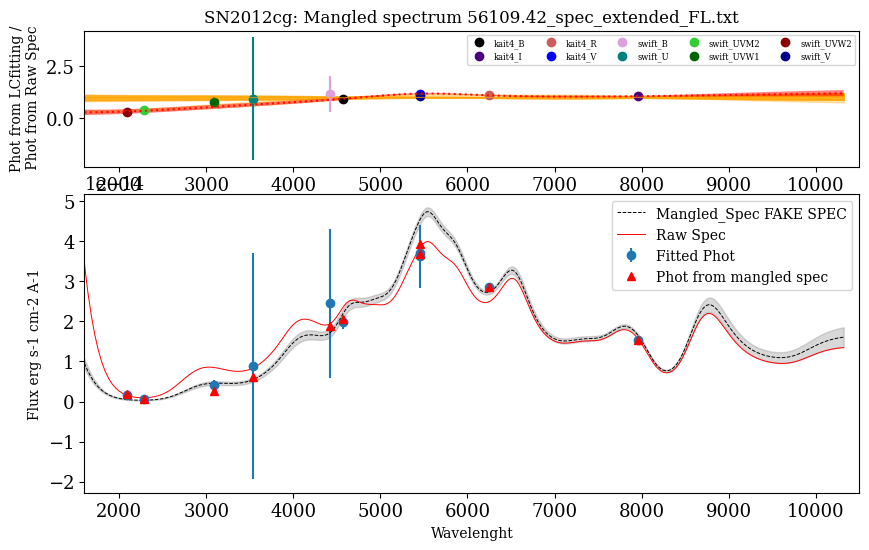 SN2012cg: Mangled spectrum 56109.42_spec_extended_FL.txt
Phot from LCfitting /
Phot from Raw Spec
2.5
0.0
kait4_B kait4_R swift_B swift_UVM2 swift_UVW2
kait4_I kait4_V swift_U swift_UVW1 swift_V
2000 3000 4000 5000 6000 7000 8000 9000 10000
1e−14
Flux erg s-1 cm-2 A-1
5
4
3
2
1
0
−1
−2
Mangled_Spec FAKE SPEC
Raw Spec
Fitted Phot
Phot from mangled spec
2000 3000 4000 5000 6000 7000 8000 9000 10000
Wavelenght